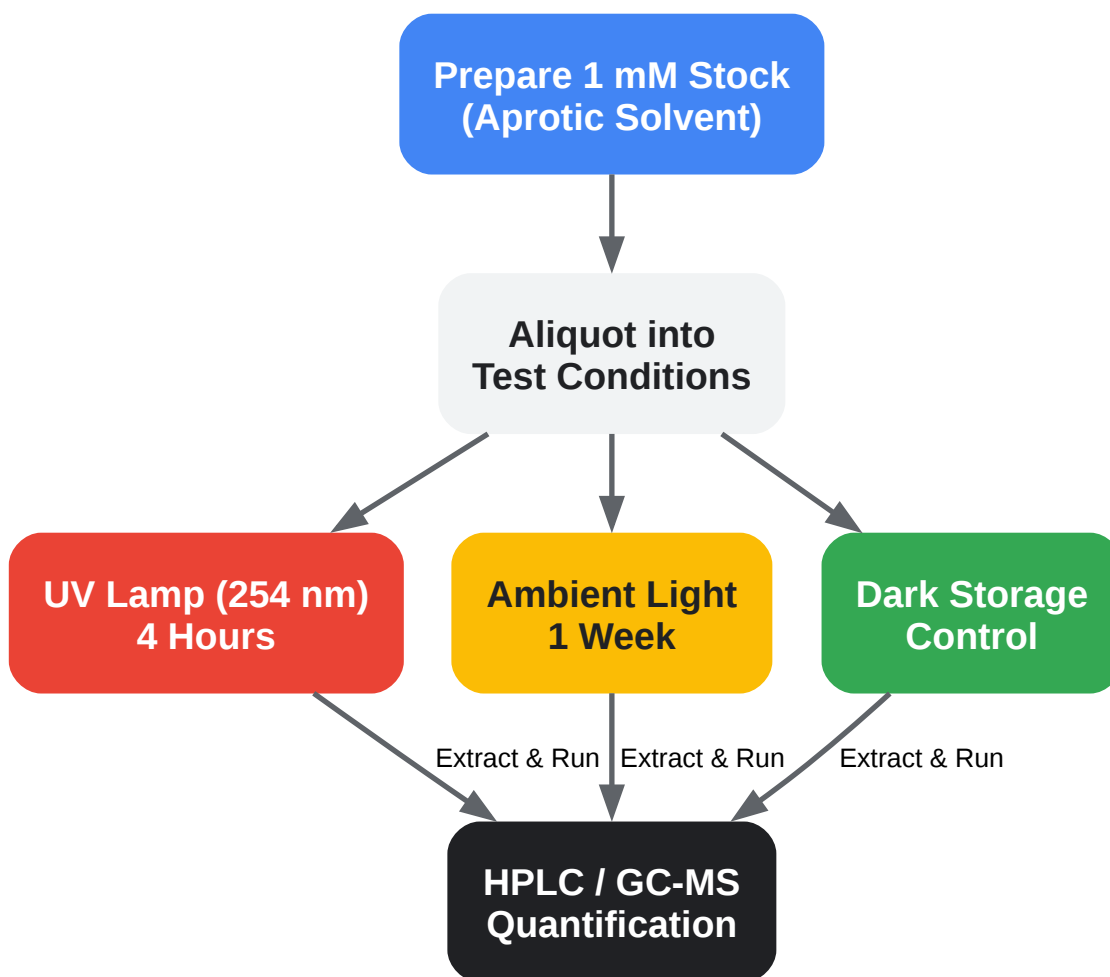 Prepare 1 mM Stock
(Aprotic Solvent)
Aliquot into
Test Conditions
UV Lamp (254 nm)
4 Hours
Ambient Light
1 Week
Dark Storage
Control
Extract & Run
Extract & Run
Extract & Run
HPLC / GC-MS
Quantification